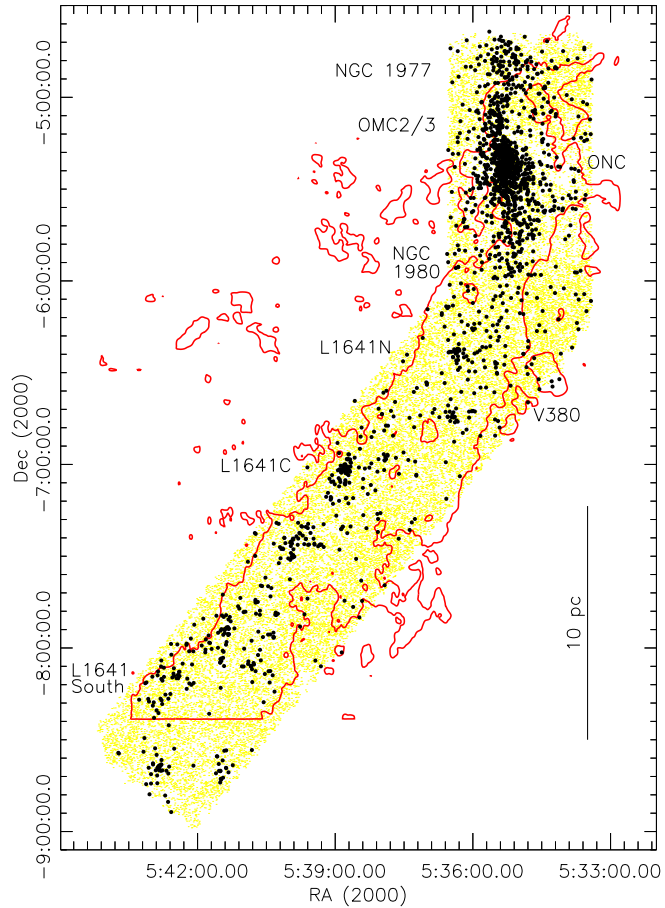 NGC 1977
-5:00:00.0
OMC2/3
ONC
NGC
1980
-6:00:00.0
L1641N
V380
Dec (2000)
L1641C
-7:00:00.0
10 pc
-8:00:00.0
L1641
South
-9:00:00.0
5:42:00.00 5:39:00.00 5:36:00.00 5:33:00.00
RA (2000)